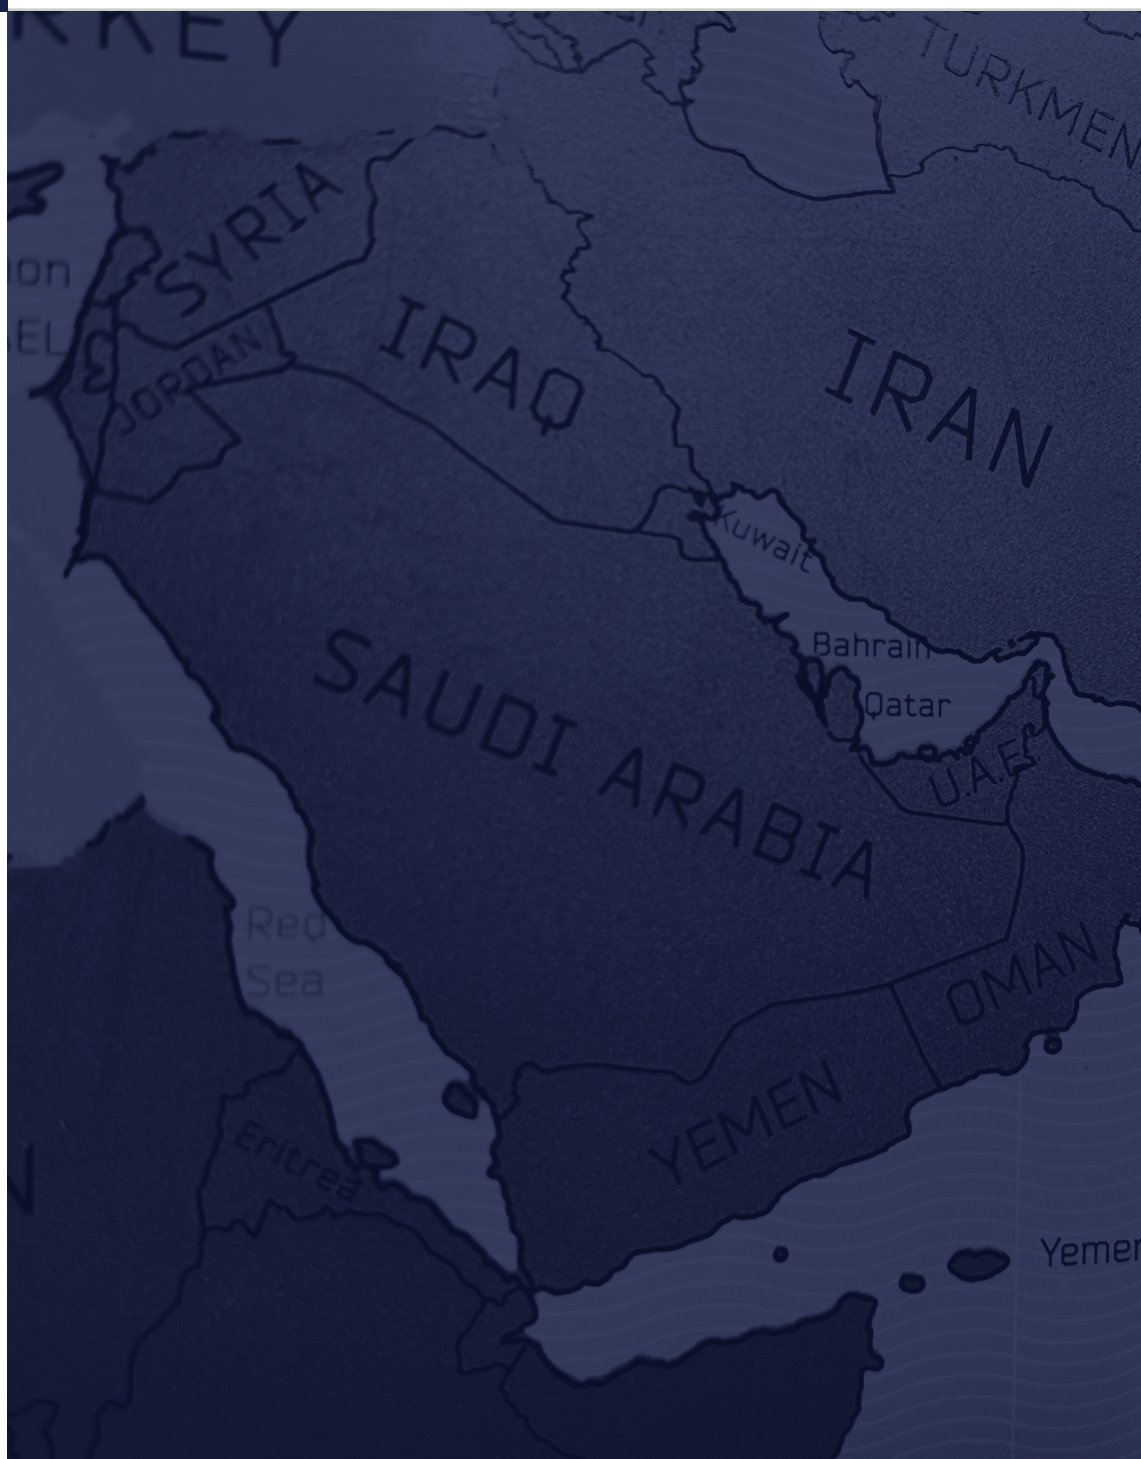 RKEY
TURKMEN
SYRIA
on
EL
JORDAN
IRAQ
IRAN
Kuwait
Bahrain
Qatar
U.A.E
SAUDI ARABIA
Red
Sea
OMAN
YEMEN
Eritrea
N
Yemen